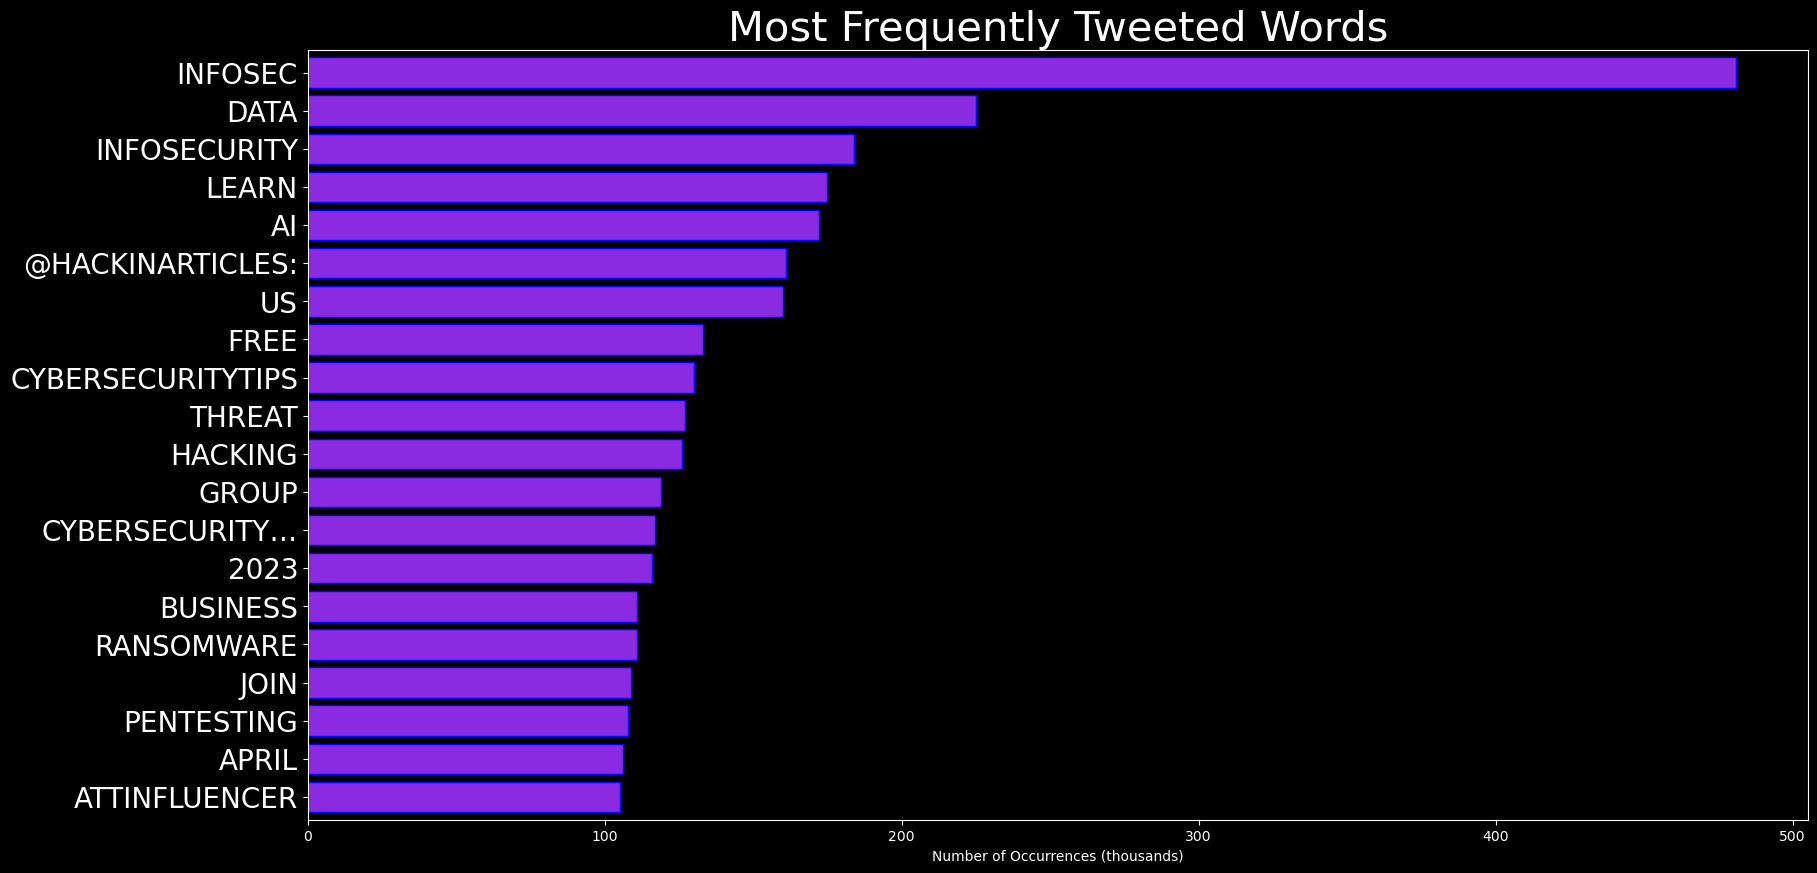 Most Frequently Tweeted Words
INFOSEC
DATA
INFOSECURITY
LEARN
AI
@HACKINARTICLES:
US
FREE
CYBERSECURITYTIPS
THREAT
HACKING
GROUP
CYBERSECURITY…
2023
BUSINESS
RANSOMWARE
JOIN
PENTESTING
APRIL
ATTINFLUENCER
0 100 200 300 400 500
Number of Occurrences (thousands)